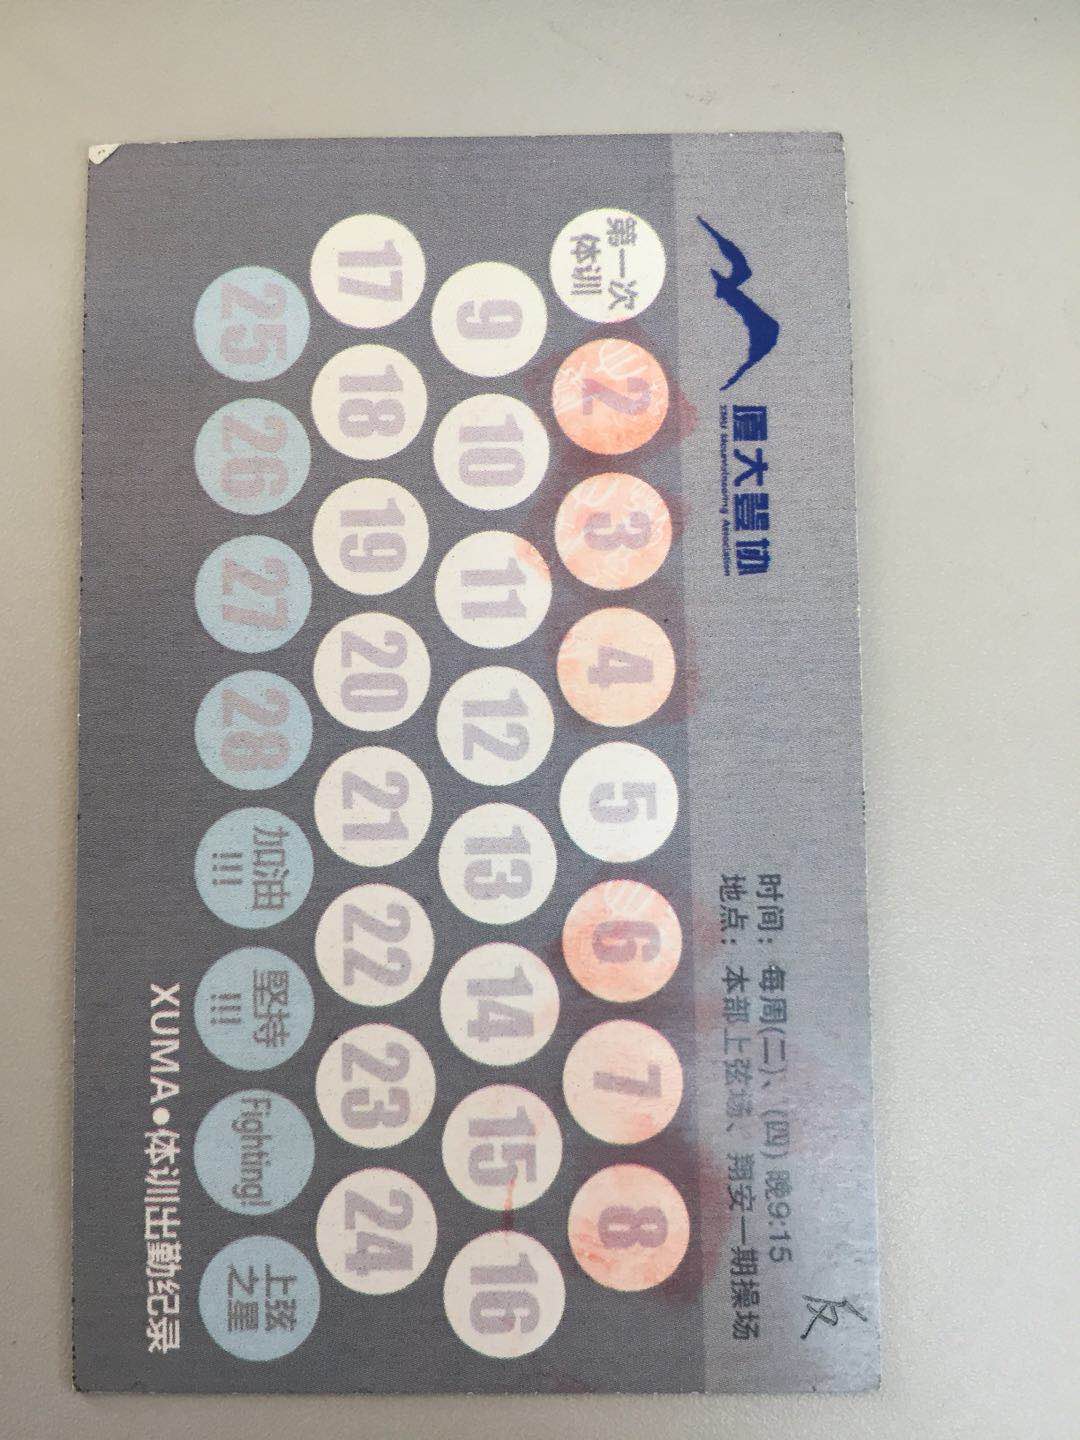 厦大登协
XMU Mountaineering Association
时间：每周(二)、(四) 晚9:15
地点：本部上弦场、翔安一期操场
第一次
体训
2
3
4
5
6
7
8
9
10
11
12
13
14
15
16
17
18
19
20
21
22
23
24
25
26
27
28
加油
!!!
坚持
!!!
Fighting!
上弦
之星
XUMA•体训出勤纪录